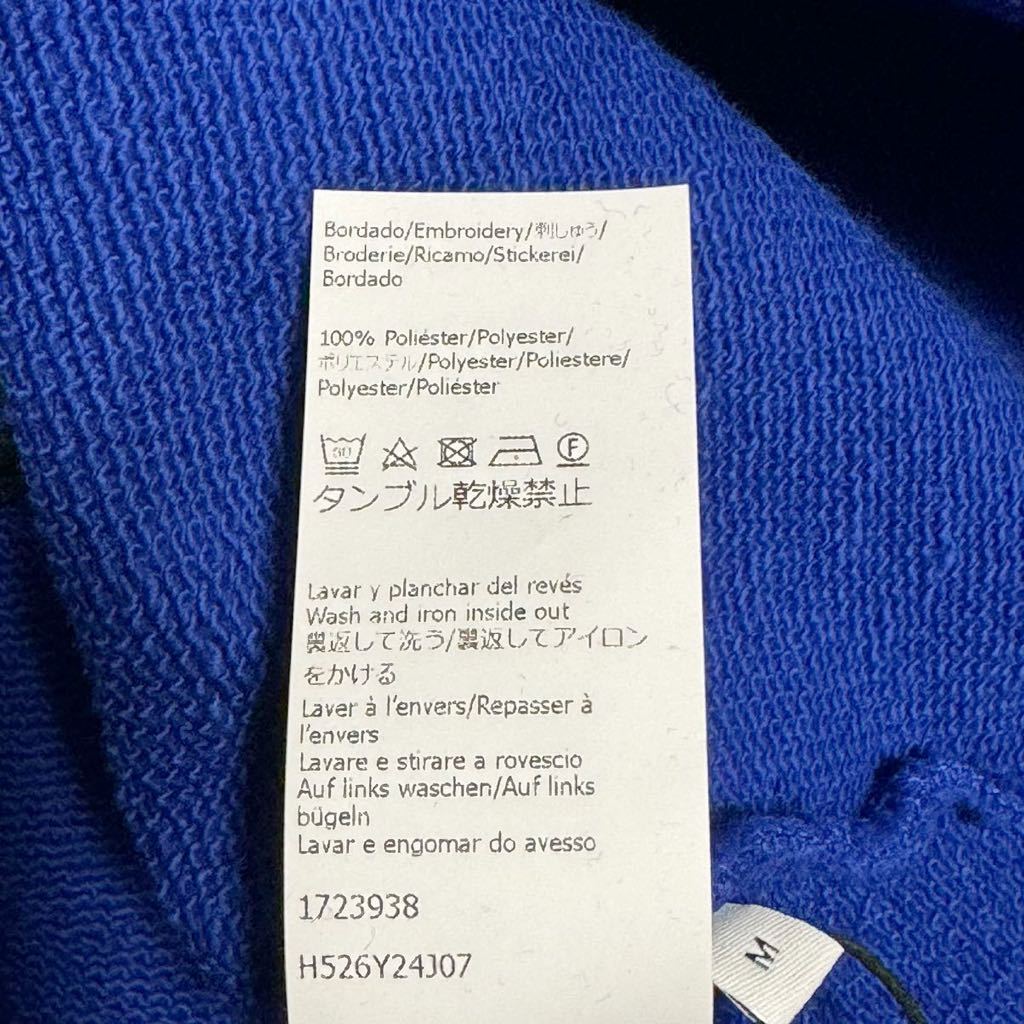 Bordado/Embroidery/刺しゅう/
Broderie/Ricamo/Stickerei/
Bordado
100% Poliéster/Polyester/
ポリエステル/Polyester/Poliestere/
Polyester/Poliéster
30
F
タンブル乾燥禁止
Lavar y planchar del revés
Wash and iron inside out
裏返して洗う/裏返してアイロン
をかける
Laver à l'envers/Repasser à
l'envers
Lavare e stirare a rovescio
Auf links waschen/Auf links
bügeln
Lavar e engomar do avesso
1723938
H526Y24J07
M